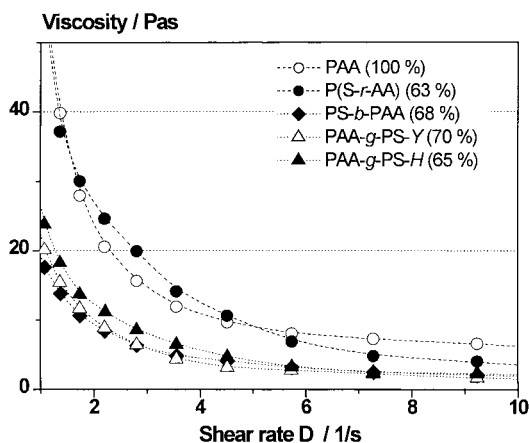 Viscosity / Pas
PAA (100 %)
P(S-r-AA) (63 %)
PS-b-PAA (68 %)
PAA-g-PS-Y (70 %)
PAA-g-PS-H (65 %)
40
20
0
2
4
6
8
10
Shear rate D / 1/s